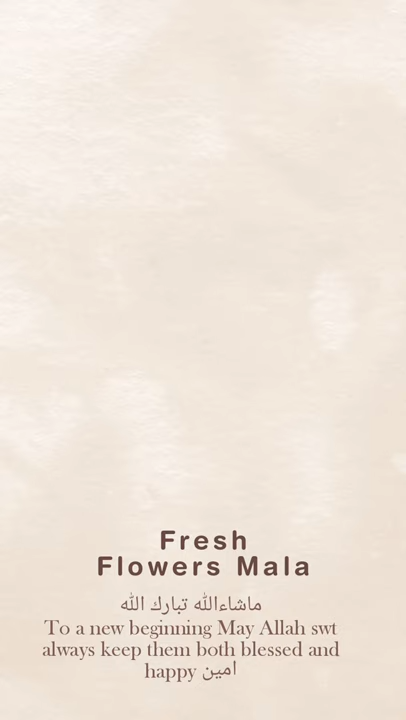 Fresh
Flowers Mala
ماشاءالله تبارك الله
To a new beginning May Allah swt
always keep them both blessed and
happy امين